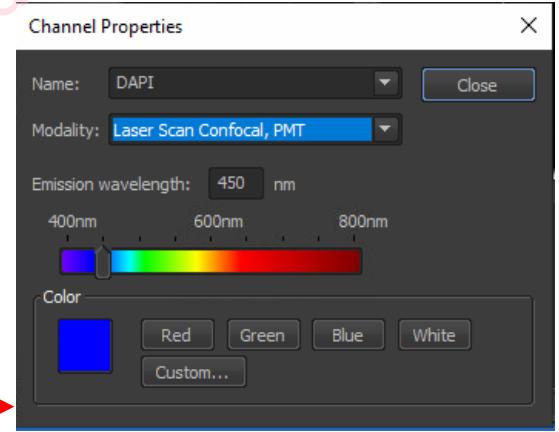 Channel Properties
Name: DAPI Close
Modality: Laser Scan Confocal, PMT
Emission wavelength: 450 nm
400nm 600nm 800nm
Color
Red Green Blue White
Custom...